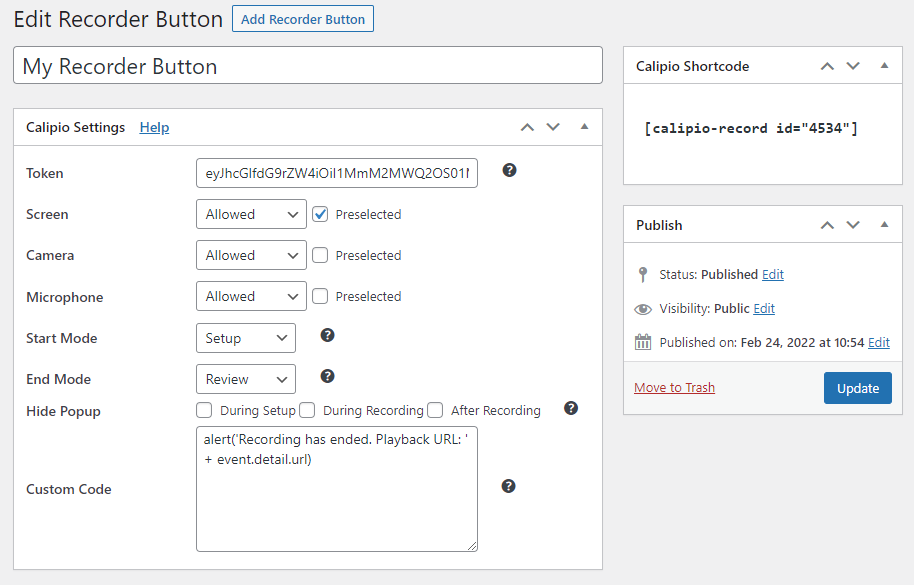 Edit Recorder Button
Add Recorder Button
My Recorder Button
Calipio Settings Help
Token
Screen Allowed Preselected
Camera Allowed Preselected
Microphone Allowed Preselected
Start Mode Setup
End Mode Review
Hide Popup During Setup During Recording After Recording
alert('Recording has ended. Playback URL: '
+ event.detail.url)
Custom Code
Calipio Shortcode
[calipio-record id="4534"]
Publish
Status: Published Edit
Visibility: Public Edit
Published on: Feb 24, 2022 at 10:54 Edit
Move to Trash
Update